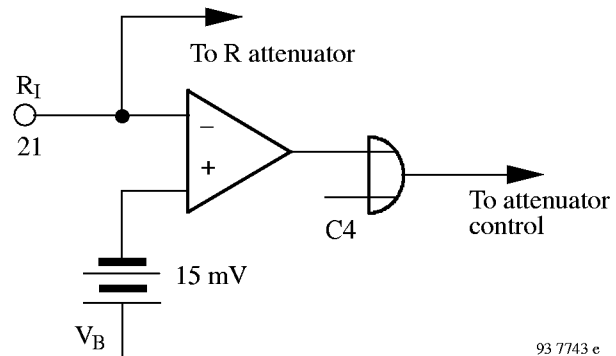 To R attenuator
R_I
21
−
+
C4
To attenuator
control
15 mV
V_B
93 7743 e